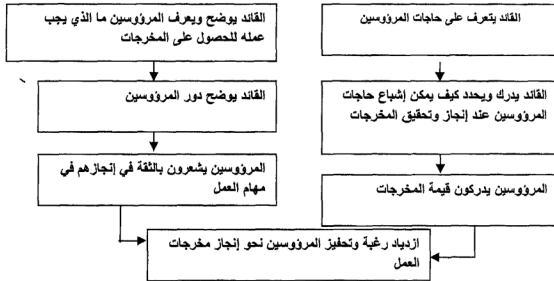 القائد يتعرف على حاجات المرؤوسين
القائد يدرك ويحدد كيف يمكن إشباع حاجات
المرؤوسين عند إنجاز وتحقيق المخرجات
المرؤوسين يدركون قيمة المخرجات
القائد يوضح ويعرف المرؤوسين ما الذي يجب
عمله للحصول على المخرجات
القائد يوضح دور المرؤوسين
المرؤوسين يشعرون بالثقة في إنجازهم في
مهام العمل
ازدياد رغبة وتحفيز المرؤوسين نحو إنجاز مخرجات
العمل